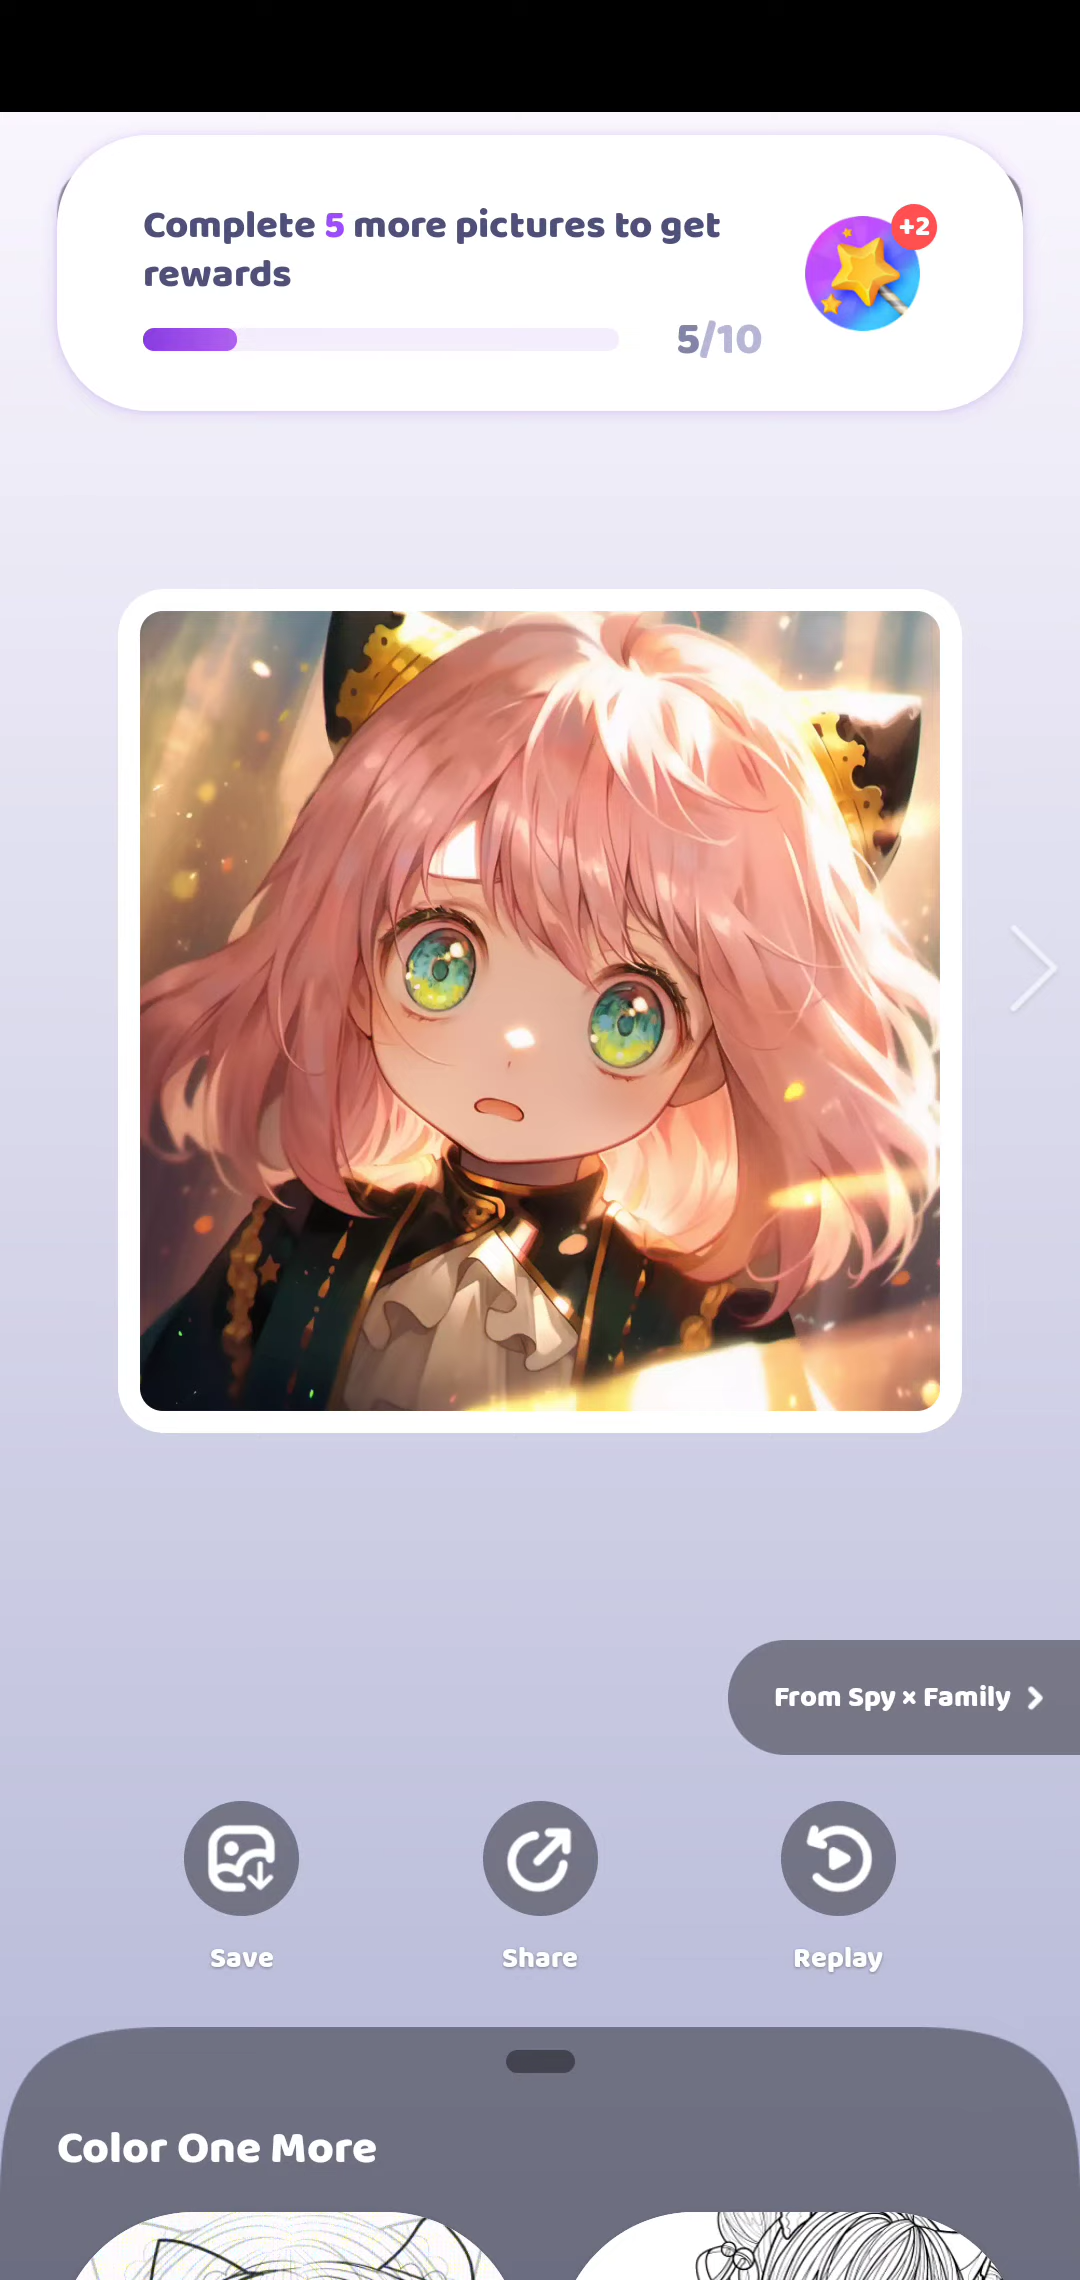 Complete 5 more pictures to get
rewards
+2
5/10
From Spy × Family
Save
Share
Replay
Color One More